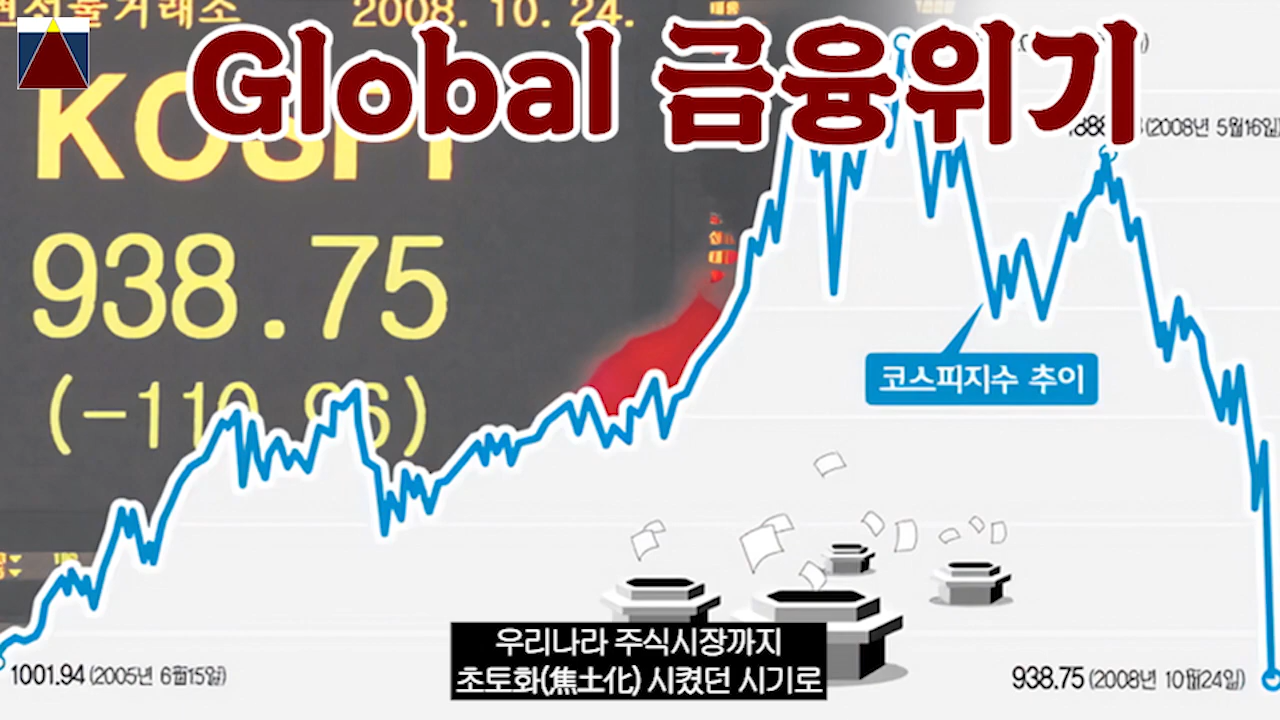 2008. 10. 24.
Global 금융위기
KOSPI
(2008년 5월16일)
938.75
코스피지수 추이
1001.94 (2005년 6월15일)
938.75 (2008년 10월24일)
우리나라 주식시장까지
초토화(焦土化) 시켰던 시기로